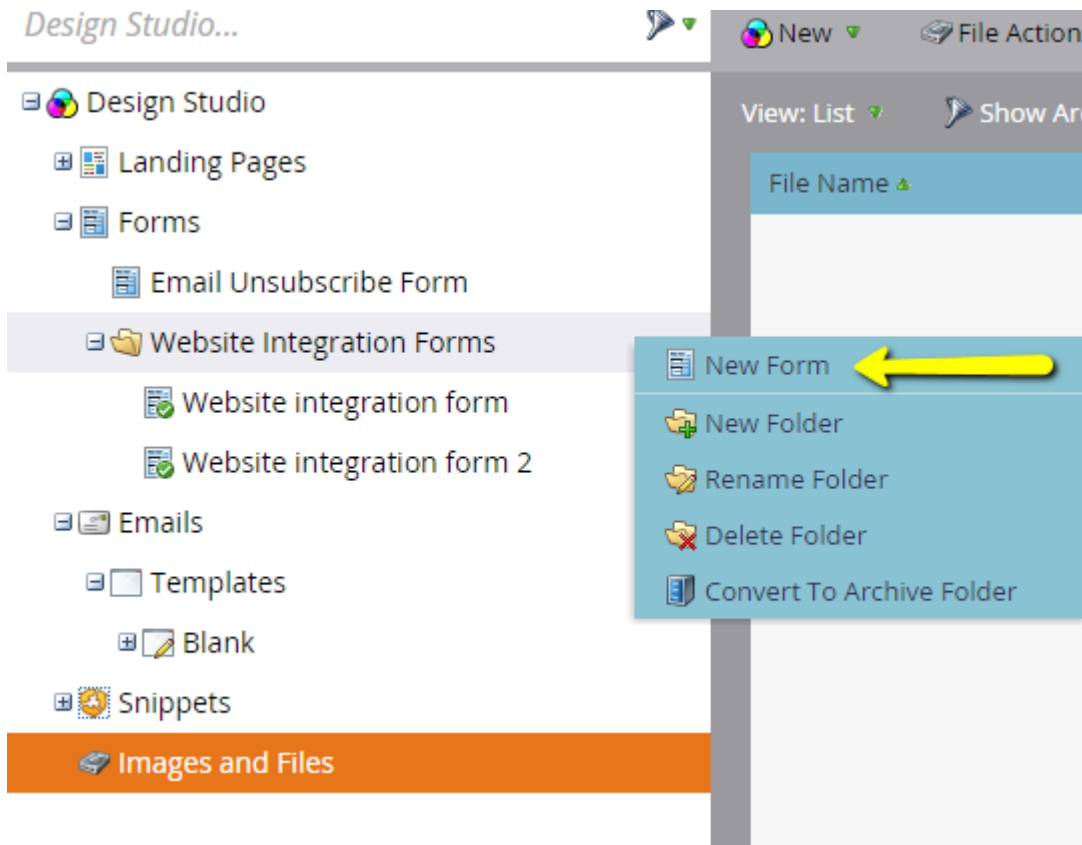 Design Studio...
New
File Action
Design Studio
View: List
Show Ar
Landing Pages
File Name
Forms
Email Unsubscribe Form
Website Integration Forms
New Form
Website integration form
New Folder
Website integration form 2
Rename Folder
Emails
Delete Folder
Templates
Convert To Archive Folder
Blank
Snippets
Images and Files